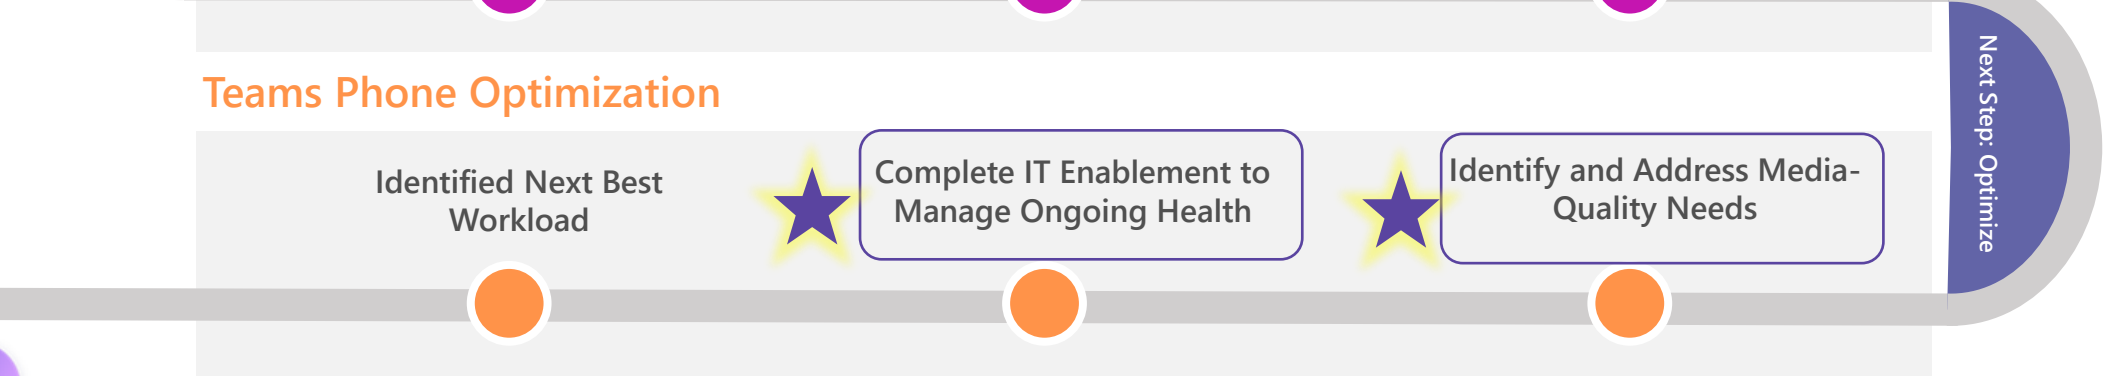 Teams Phone Optimization
Identified Next Best
Workload
Complete IT Enablement to
Manage Ongoing Health
Identify and Address Media-
Quality Needs
Next Step: Optimize